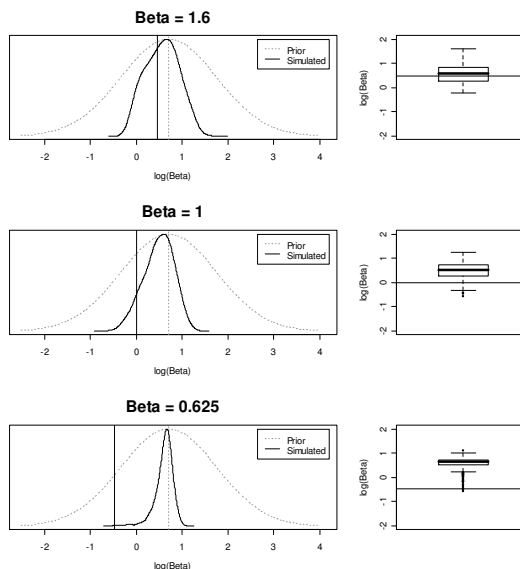 Beta = 1.6
Prior
Simulated
-2 -1 0 1 2 3 4
log(Beta)
log(Beta)
2
1
0
-1
-2
Beta = 1
Prior
Simulated
-2 -1 0 1 2 3 4
log(Beta)
log(Beta)
2
1
0
-1
-2
Beta = 0.625
Prior
Simulated
-2 -1 0 1 2 3 4
log(Beta)
log(Beta)
2
1
0
-1
-2